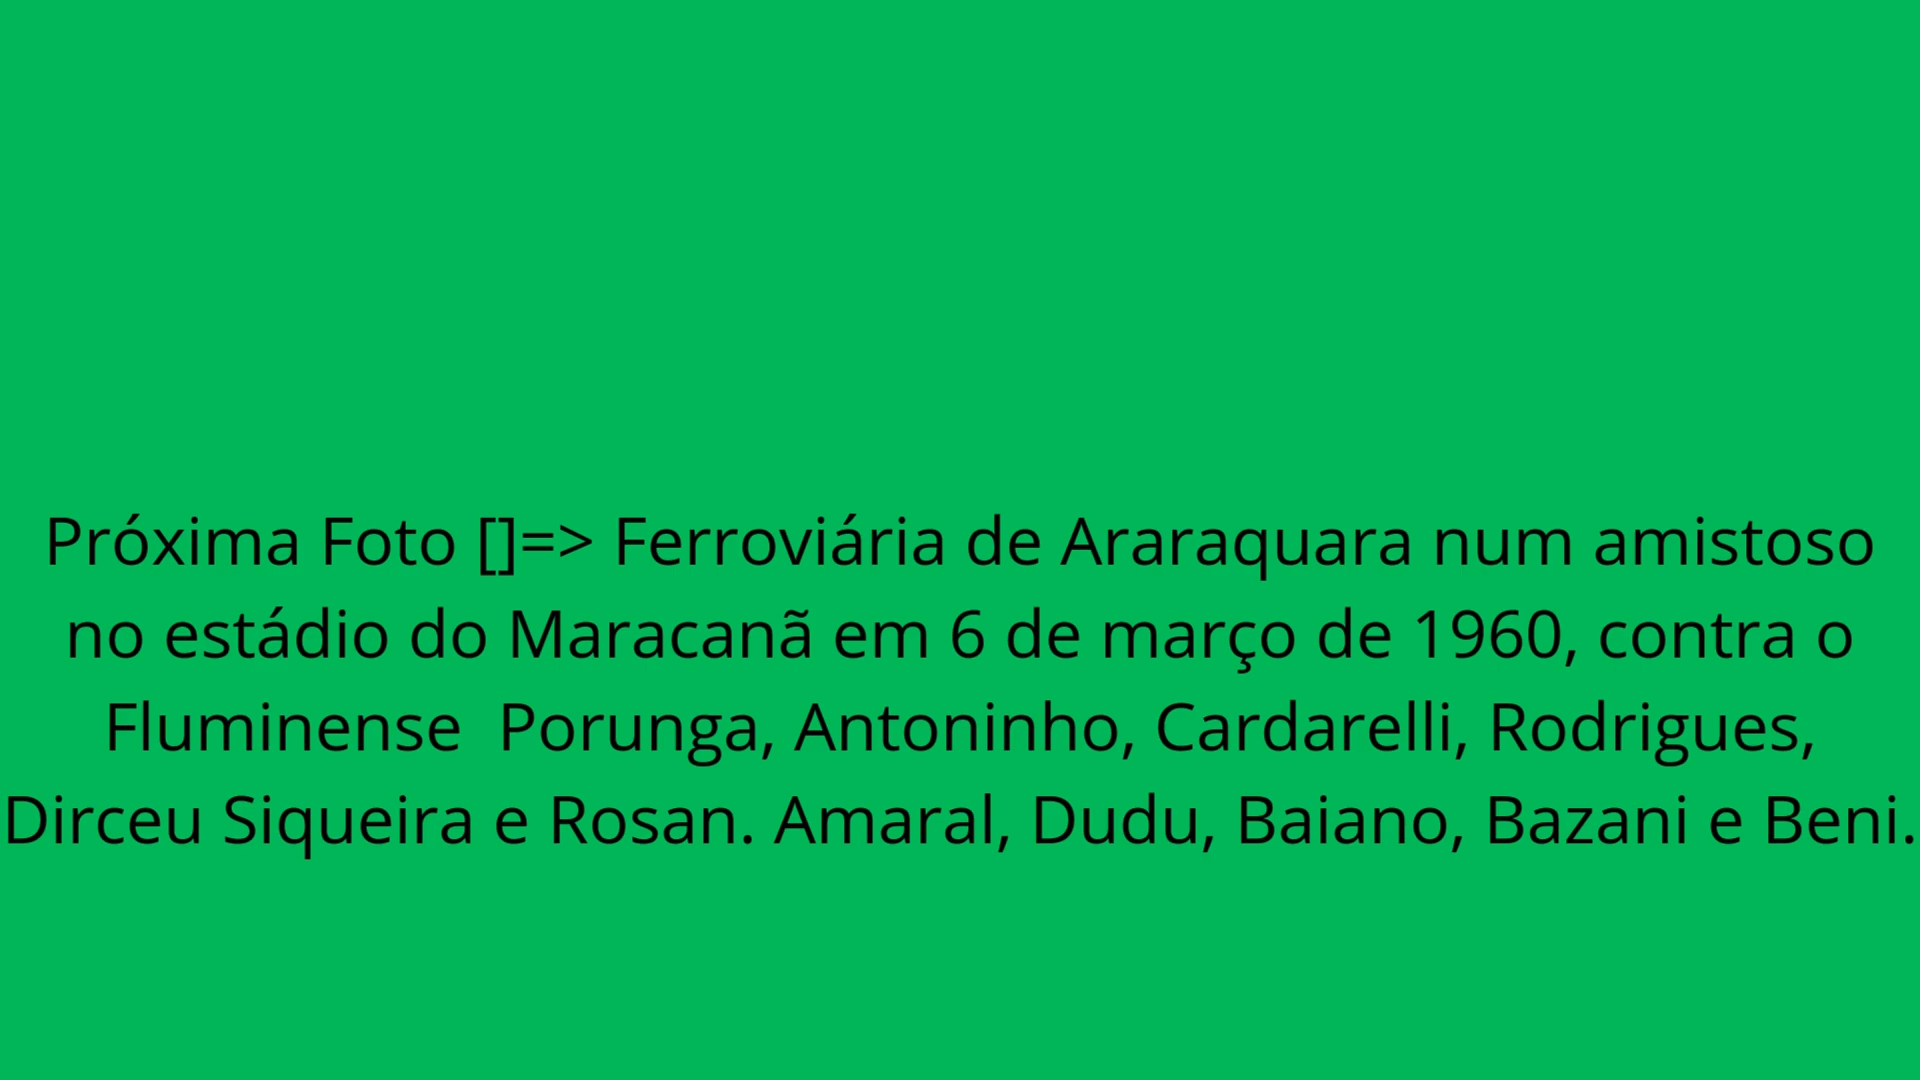 Próxima Foto []=> Ferroviária de Araraquara num amistoso
no estádio do Maracanã em 6 de março de 1960, contra o
Fluminense  Porunga, Antoninho, Cardarelli, Rodrigues,
Dirceu Siqueira e Rosan. Amaral, Dudu, Baiano, Bazani e Beni.